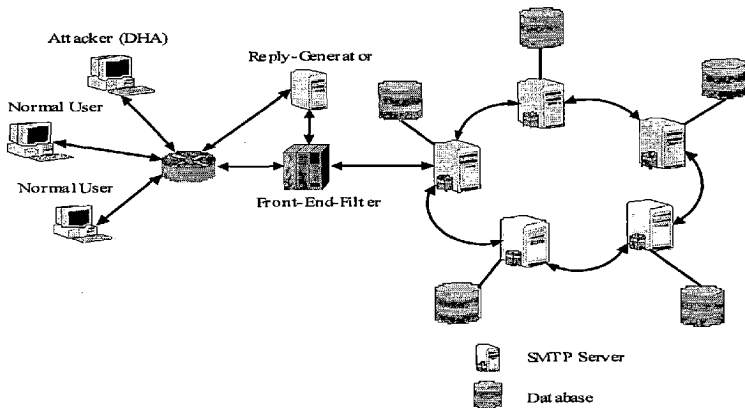 Attacker (DHA)
Reply-Generator
Normal User
Normal User
Front-End-Filter
SMTP Server
Database